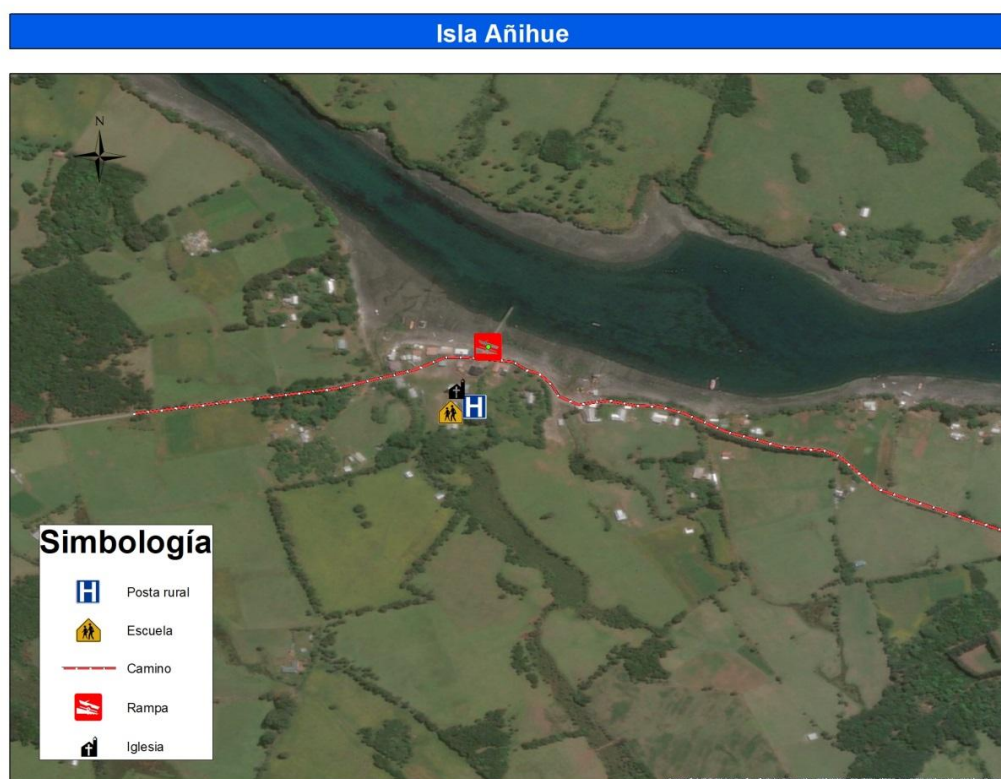 Isla Añihue
N
Simbología
Posta rural
Escuela
Camino
Rampa
Iglesia